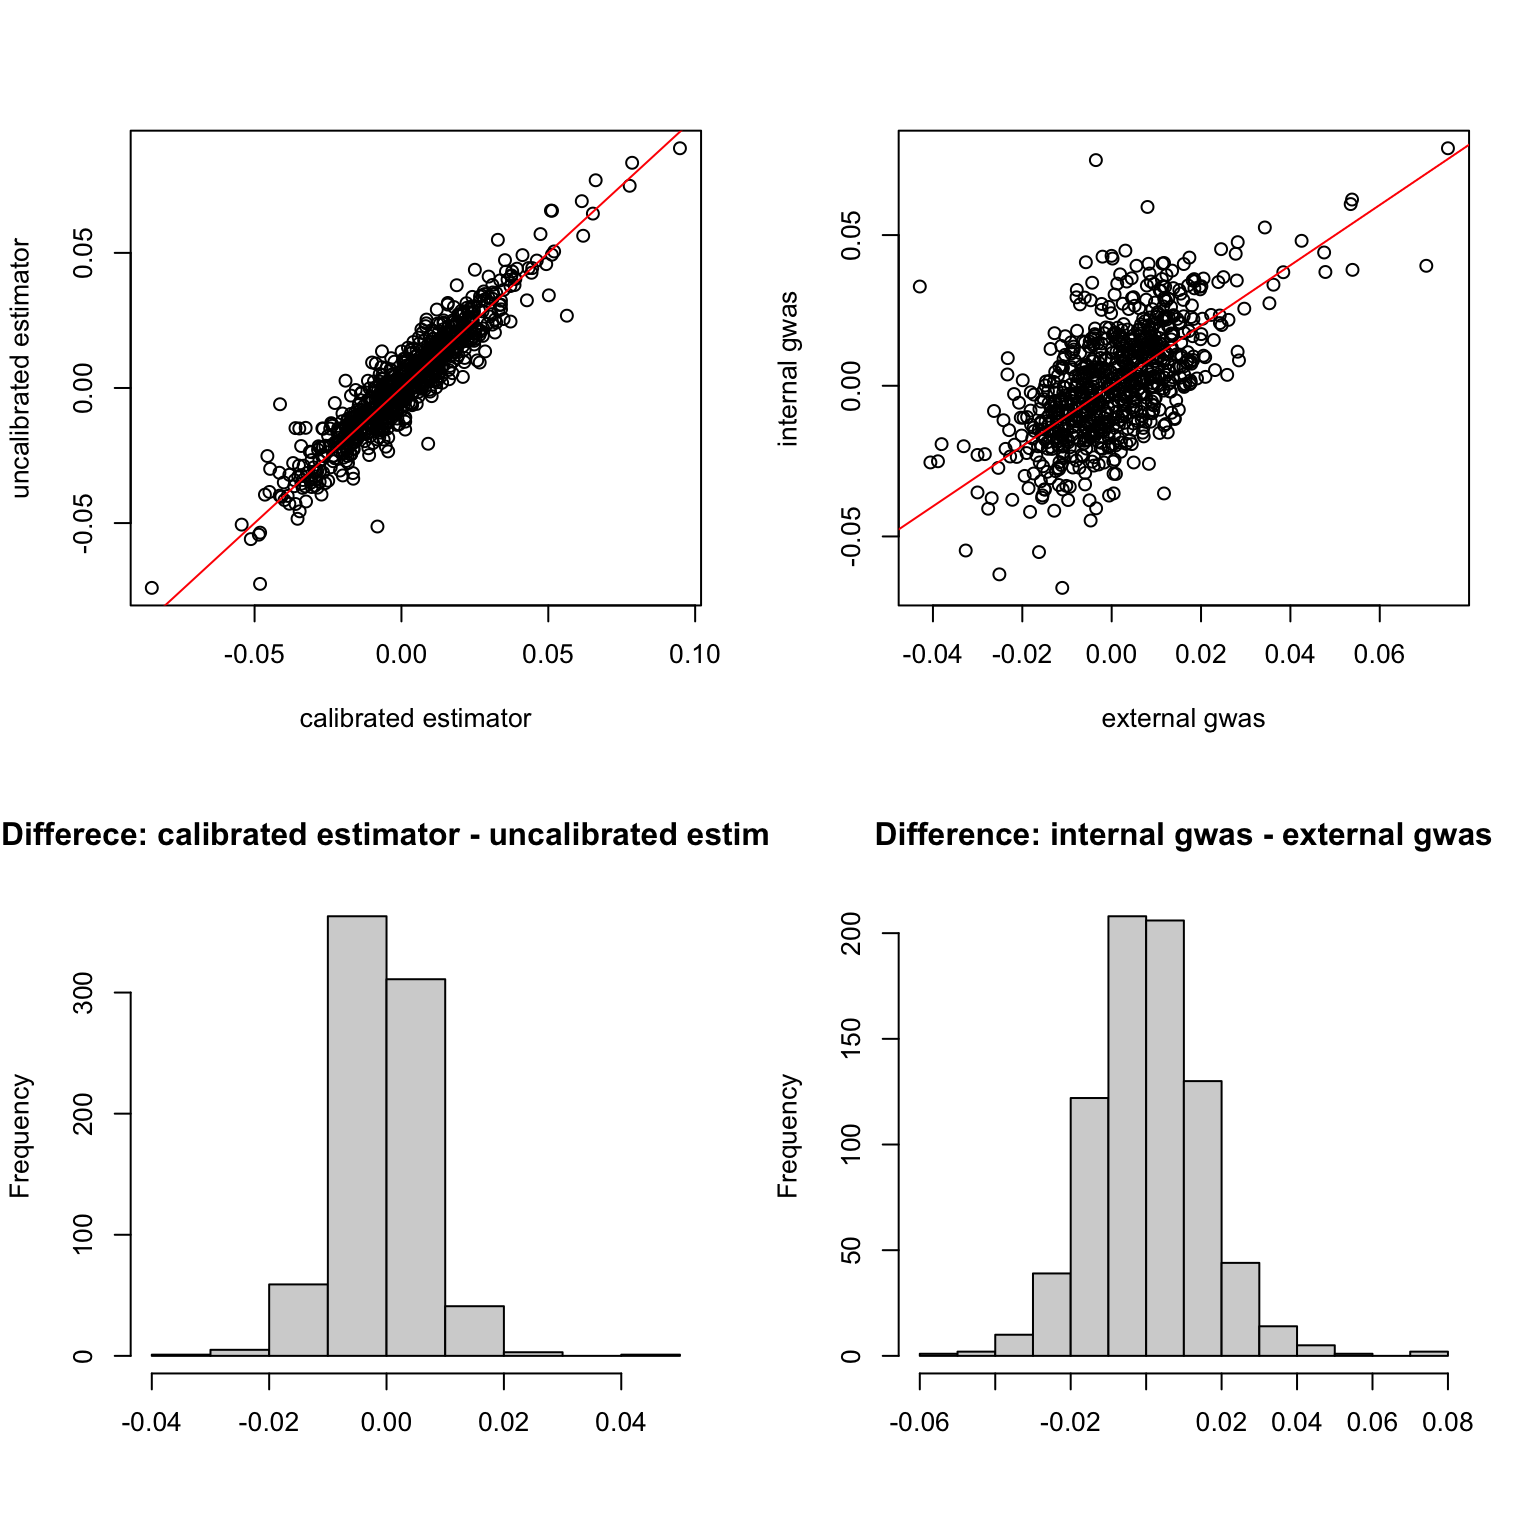 uncalibrated estimator
-0.05 0.00 0.05
-0.05 0.00 0.05 0.10
calibrated estimator
internal gwas
-0.05 0.00 0.05
-0.04 -0.02 0.00 0.02 0.04 0.06
external gwas
Differece: calibrated estimator - uncalibrated estim
Frequency
0 100 200 300
-0.04 -0.02 0.00 0.02 0.04
Difference: internal gwas - external gwas
Frequency
0 50 100 150 200
-0.06 -0.02 0.02 0.04 0.06 0.08